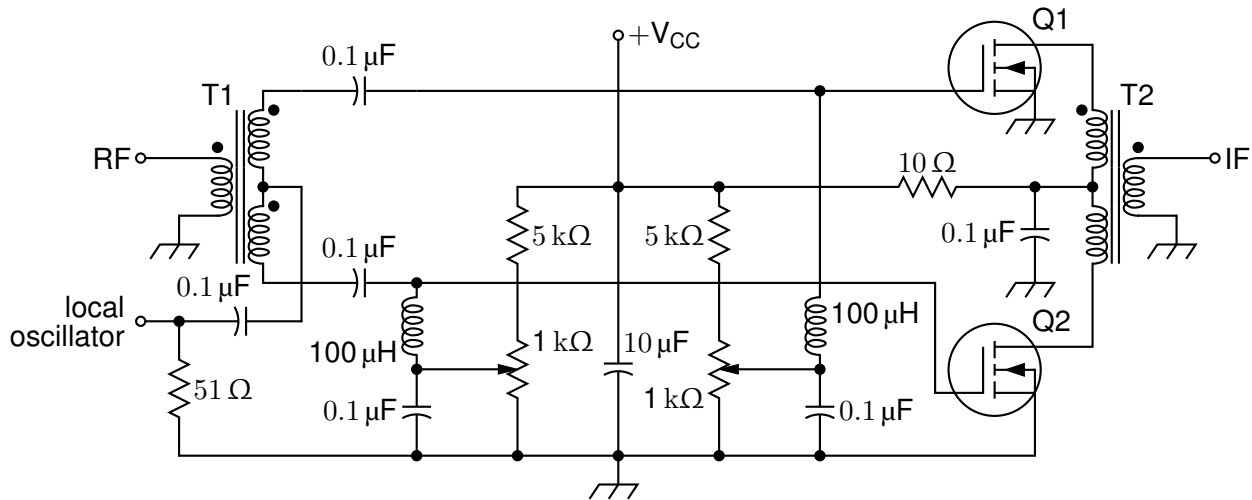 Q1
+V_CC
0.1 µF
T1
T2
RF
10 Ω
IF
5 kΩ
5 kΩ
0.1 µF
0.1 µF
0.1 µF
local
oscillator
100 µH
Q2
100 µH
1 kΩ
10 µF
51 Ω
0.1 µF
1 kΩ
0.1 µF